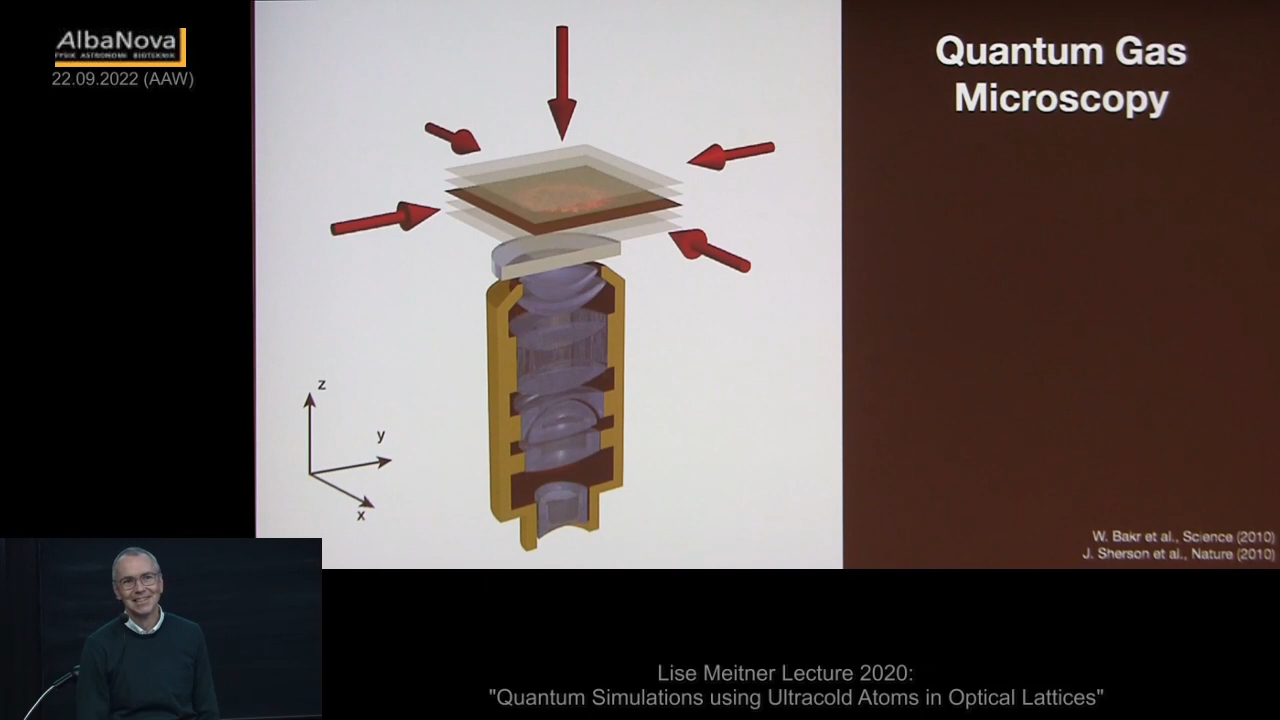 AlbaNova
FYSIK ASTRONOMI BIOTEKNIK
22.09.2022 (AAW)
Quantum Gas
Microscopy
z
y
x
W. Bakr et al., Science (2010)
J. Sherson et al., Nature (2010)
Lise Meitner Lecture 2020:
"Quantum Simulations using Ultracold Atoms in Optical Lattices"